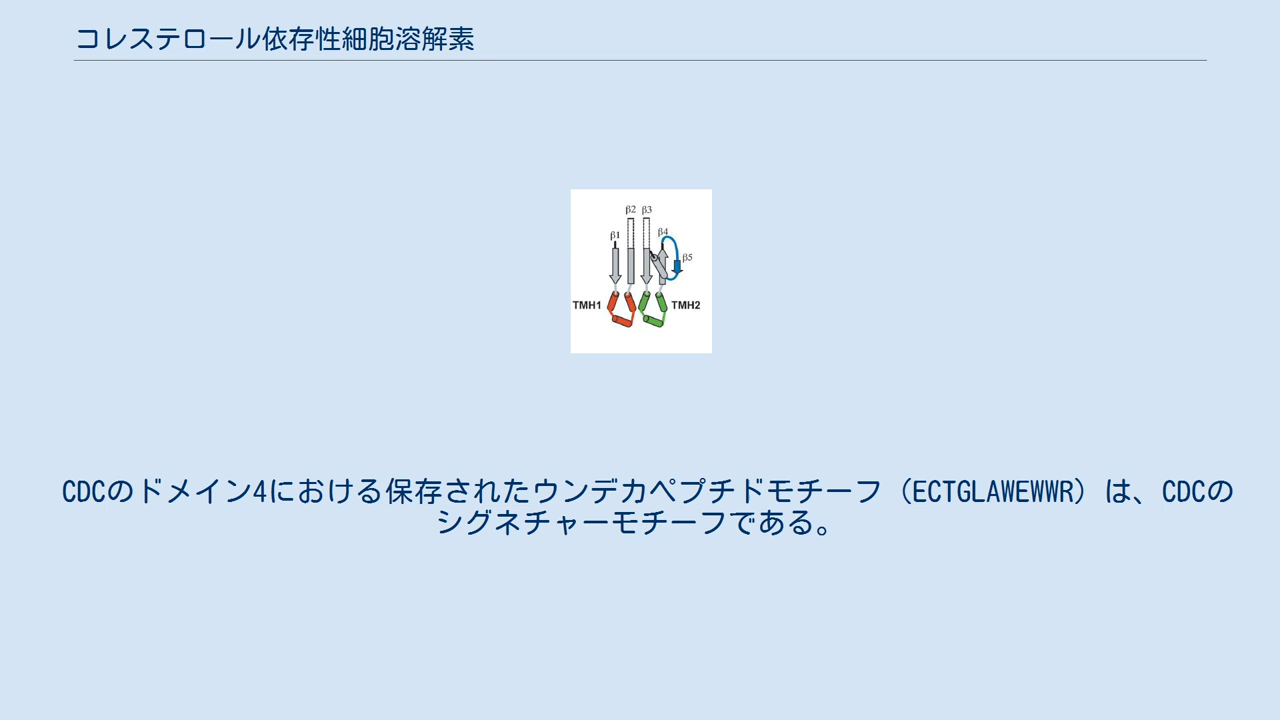 コレステロール依存性細胞溶解素
β2 β3
β1
β4
β5
TMH1 TMH2
CDCのドメイン4における保存されたウンデカペプチドモチーフ（ECTGLAWEWWR）は、CDCの
シグネチャーモチーフである。